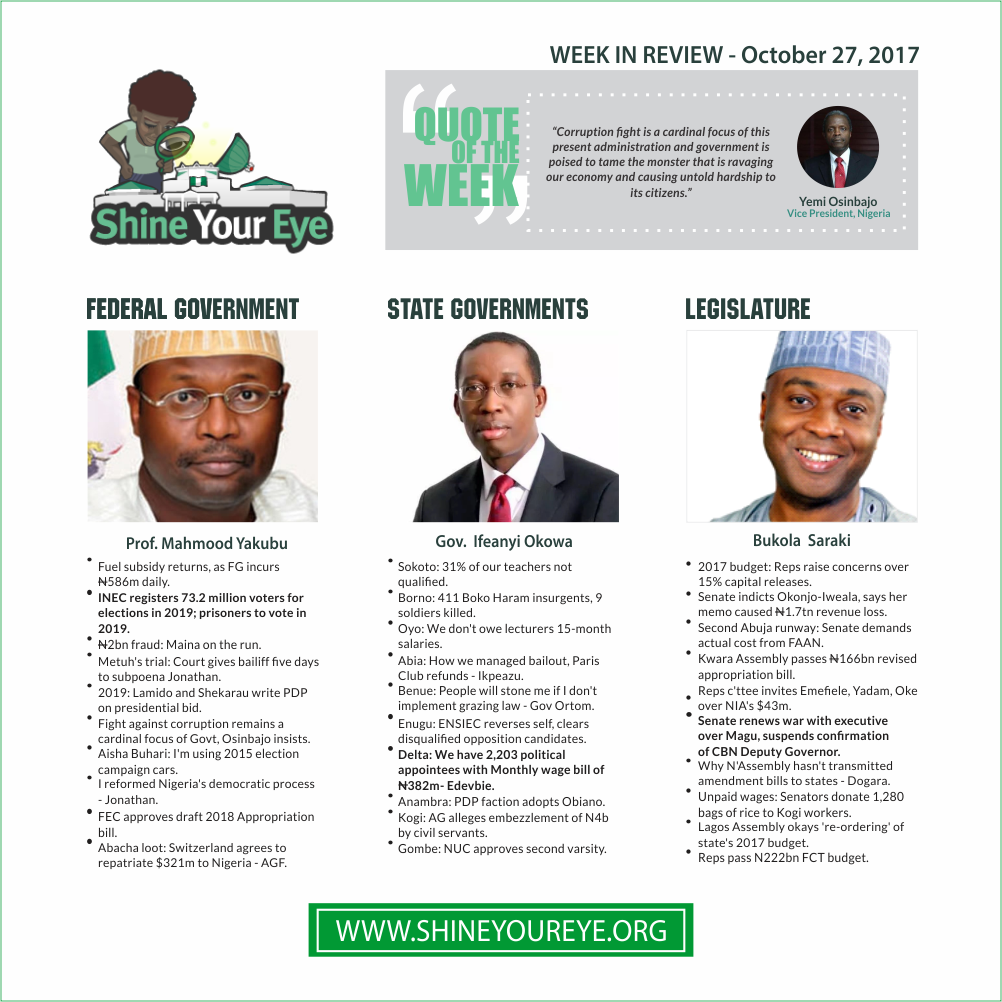 WEEK IN REVIEW - October 27, 2017
Shine Your Eye
QUOTE
OF THE
WEEK
“Corruption fight is a cardinal focus of this
present administration and government is
poised to tame the monster that is ravaging
our economy and causing untold hardship to
its citizens.”
Yemi Osinbajo
Vice President, Nigeria
FEDERAL GOVERNMENT
Prof. Mahmood Yakubu
• Fuel subsidy returns, as FG incurs
₦586m daily.
• INEC registers 73.2 million voters for
elections in 2019; prisoners to vote in
2019.
• ₦2bn fraud: Maina on the run.
• Metuh's trial: Court gives bailiff five days
to subpoena Jonathan.
• 2019: Lamido and Shekarau write PDP
on presidential bid.
• Fight against corruption remains a
cardinal focus of Govt, Osinbajo insists.
• Aisha Buhari: I'm using 2015 election
campaign cars.
• I reformed Nigeria's democratic process
- Jonathan.
• FEC approves draft 2018 Appropriation
bill.
• Abacha loot: Switzerland agrees to
repatriate $321m to Nigeria - AGF.
STATE GOVERNMENTS
Gov. Ifeanyi Okowa
• Sokoto: 31% of our teachers not
qualified.
• Borno: 411 Boko Haram insurgents, 9
soldiers killed.
• Oyo: We don't owe lecturers 15-month
salaries.
• Abia: How we managed bailout, Paris
Club refunds - Ikpeazu.
• Benue: People will stone me if I don't
implement grazing law - Gov Ortom.
• Enugu: ENSIEC reverses self, clears
disqualified opposition candidates.
• Delta: We have 2,203 political
appointees with Monthly wage bill of
₦382m- Edevbie.
• Anambra: PDP faction adopts Obiano.
• Kogi: AG alleges embezzlement of N4b
by civil servants.
• Gombe: NUC approves second varsity.
LEGISLATURE
Bukola Saraki
• 2017 budget: Reps raise concerns over
15% capital releases.
• Senate indicts Okonjo-Iweala, says her
memo caused ₦1.7tn revenue loss.
• Second Abuja runway: Senate demands
actual cost from FAAN.
• Kwara Assembly passes ₦166bn revised
appropriation bill.
• Reps c'ttee invites Emefiele, Yadam, Oke
over NIA's $43m.
• Senate renews war with executive
over Magu, suspends confirmation
of CBN Deputy Governor.
• Why N'Assembly hasn't transmitted
amendment bills to states - Dogara.
• Unpaid wages: Senators donate 1,280
bags of rice to Kogi workers.
• Lagos Assembly okays 're-ordering' of
state's 2017 budget.
• Reps pass N222bn FCT budget.
WWW.SHINEYOUREYE.ORG